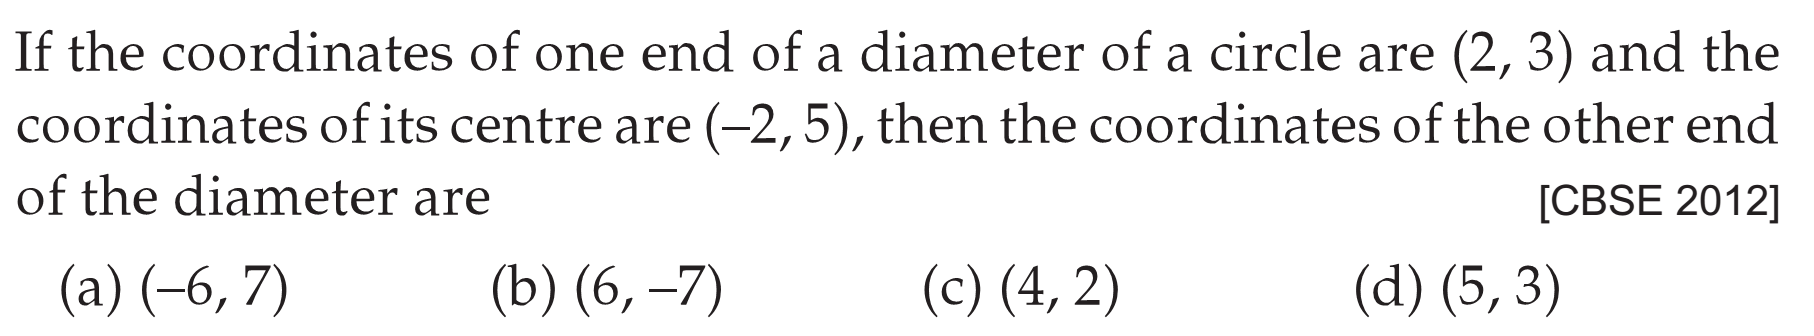 If the coordinates of one end of a diameter of a circle are (2, 3) and the
coordinates of its centre are (–2, 5), then the coordinates of the other end
of the diameter are [CBSE 2012]
(a) (–6, 7) (b) (6, –7) (c) (4, 2) (d) (5, 3)